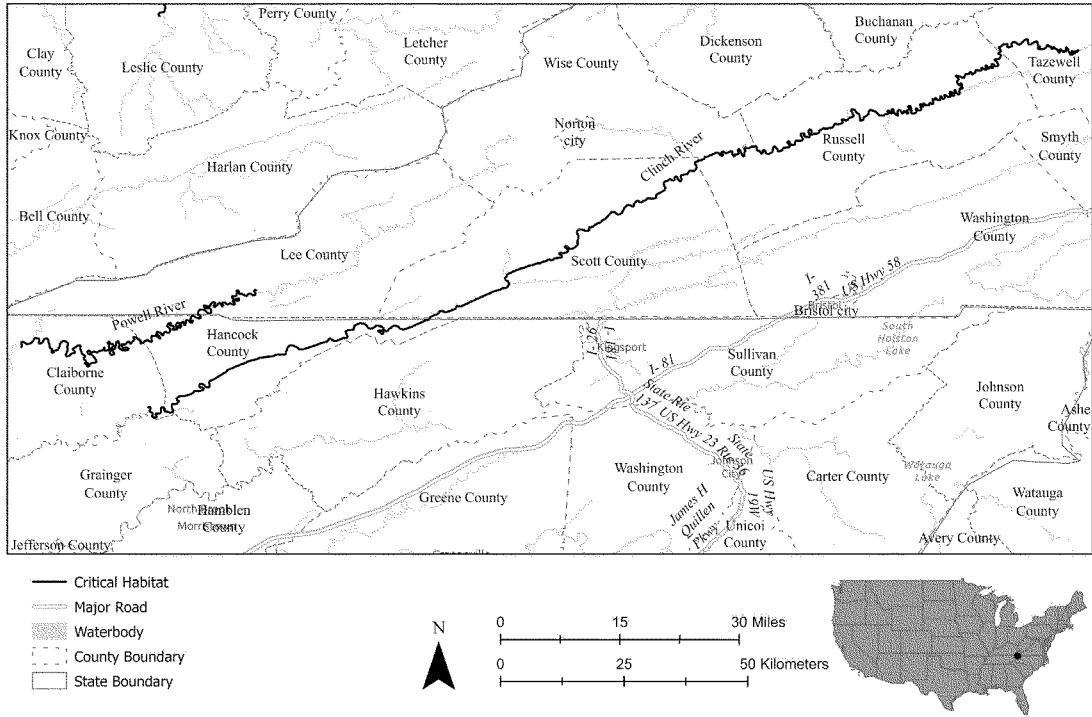 Perry County
Clay
County
Leslie County
Letcher
County
Wise County
Dickenson
County
Buchanan
County
Tazewell
County
Knox County
Norton
city
Clinch River
Russell
County
Smyth
County
Harlan County
Bell County
Washington
County
Lee County
Scott County
I-
381
US Hwy 58
Bristol
Bristol city
Powell River
Hancock
County
South
Holston
Lake
I-26
I-181
Kingsport
Claiborne
County
I-81
Sullivan
County
Johnson
County
Ashe
County
Hawkins
County
State Rte
137
US Hwy 23
State
Rte 36
Johnson
City
Grainger
County
Greene County
Washington
County
US Hwy
19W
Carter County
Watauga
Lake
Watauga
County
Hamblen
County
James H
Quillen
Pkwy
Unicoi
County
Jefferson County
Avery County
Critical Habitat
Major Road
Waterbody
County Boundary
State Boundary
N
0 15 30 Miles
0 25 50 Kilometers